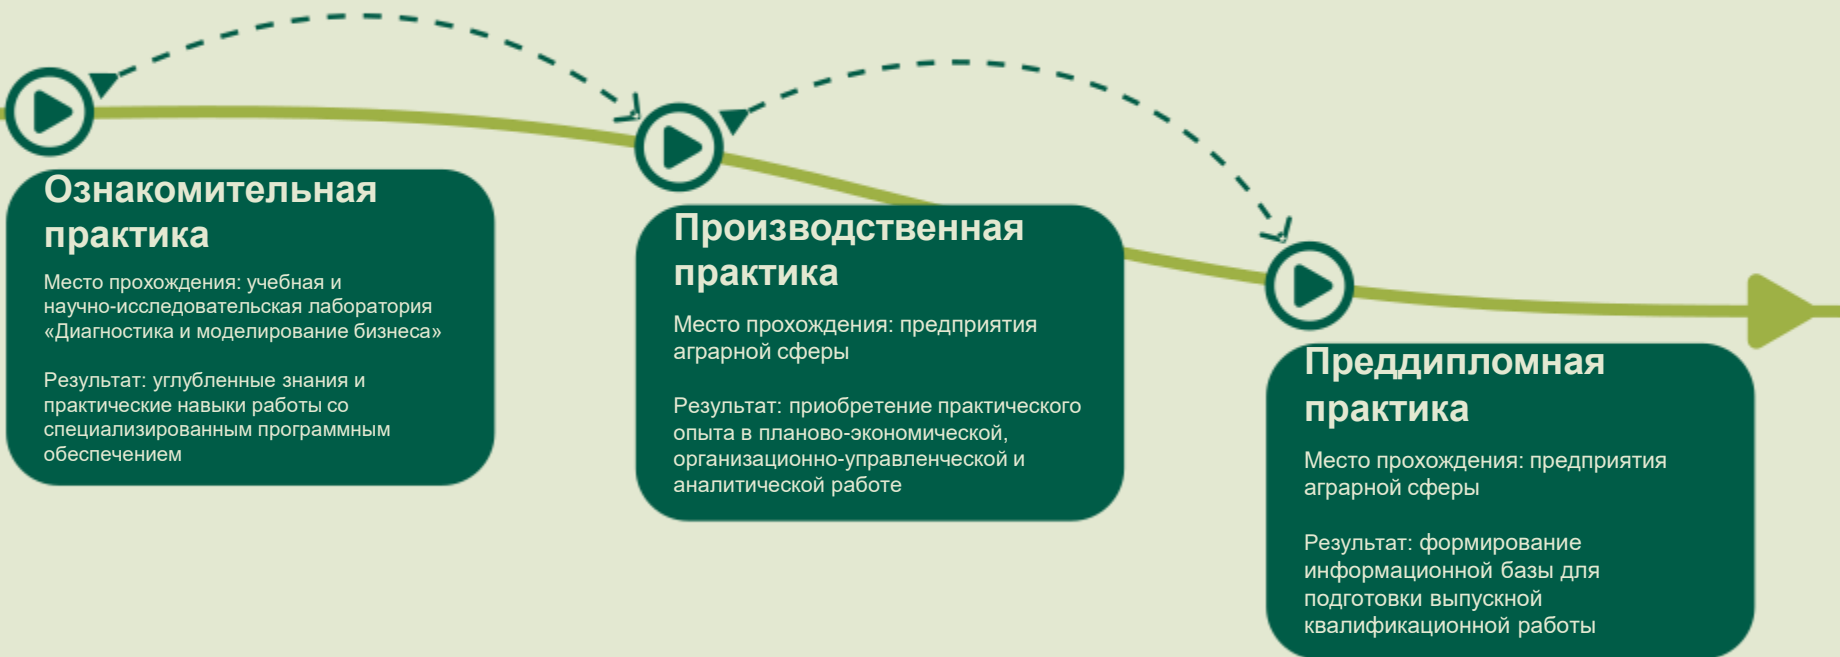 Ознакомительная
практика
Место прохождения: учебная и
научно-исследовательская лаборатория
«Диагностика и моделирование бизнеса»
Результат: углубленные знания и
практические навыки работы со
специализированным программным
обеспечением
Производственная
практика
Место прохождения: предприятия
аграрной сферы
Результат: приобретение практического
опыта в планово-экономической,
организационно-управленческой и
аналитической работе
Преддипломная
практика
Место прохождения: предприятия
аграрной сферы
Результат: формирование
информационной базы для
подготовки выпускной
квалификационной работы